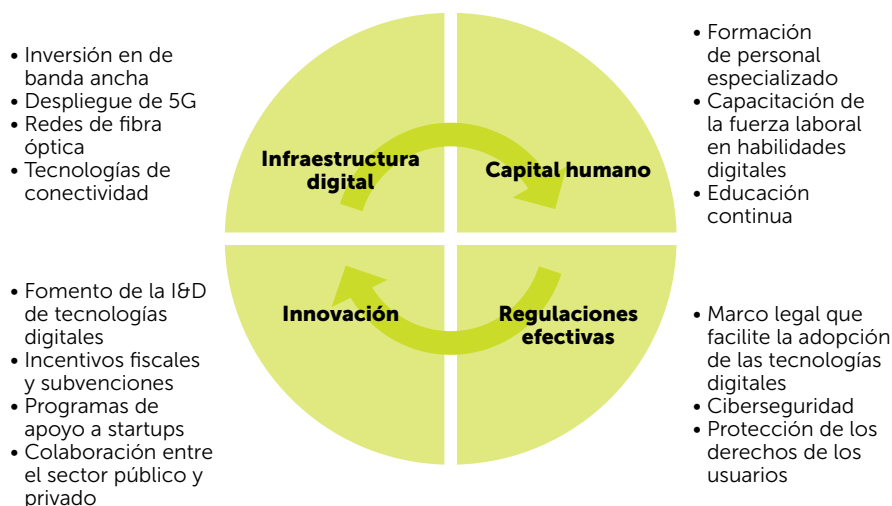 • Inversión en de
banda ancha
• Despliegue de 5G
• Redes de fibra
óptica
• Tecnologías de
conectividad
Infraestructura
digital
Capital humano
• Formación
de personal
especializado
• Capacitación de
la fuerza laboral
en habilidades
digitales
• Educación
continua
• Fomento de la I&D
de tecnologías
digitales
• Incentivos fiscales
y subvenciones
• Programas de
apoyo a startups
• Colaboración entre
el sector público y
privado
Innovación
Regulaciones
efectivas
• Marco legal que
facilite la adopción
de las tecnologías
digitales
• Ciberseguridad
• Protección de los
derechos de los
usuarios